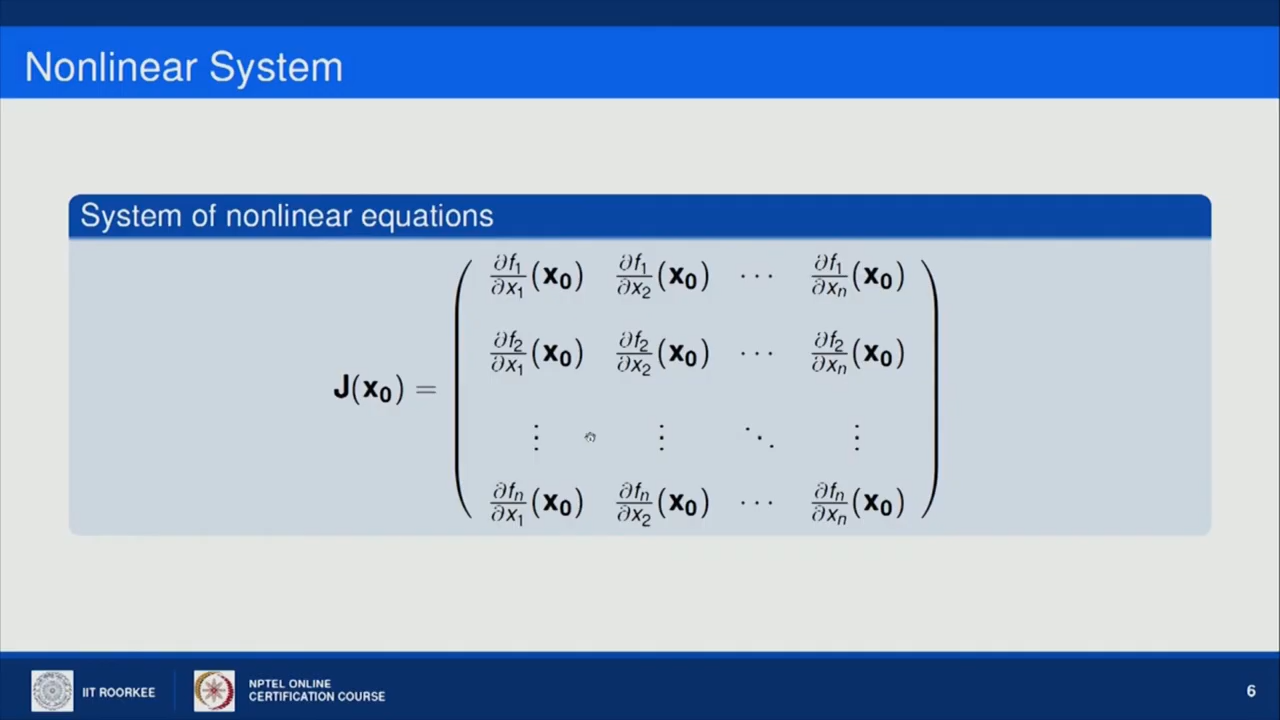 Nonlinear System
System of nonlinear equations
J(x₀) = 
∂f₁/∂x₁(x₀) ∂f₁/∂x₂(x₀) ⋯ ∂f₁/∂xₙ(x₀)
∂f₂/∂x₁(x₀) ∂f₂/∂x₂(x₀) ⋯ ∂f₂/∂xₙ(x₀)
⋮ ⋮ ⋱ ⋮
∂fₙ/∂x₁(x₀) ∂fₙ/∂x₂(x₀) ⋯ ∂fₙ/∂xₙ(x₀)
IIT ROORKEE
NPTEL ONLINE
CERTIFICATION COURSE
6